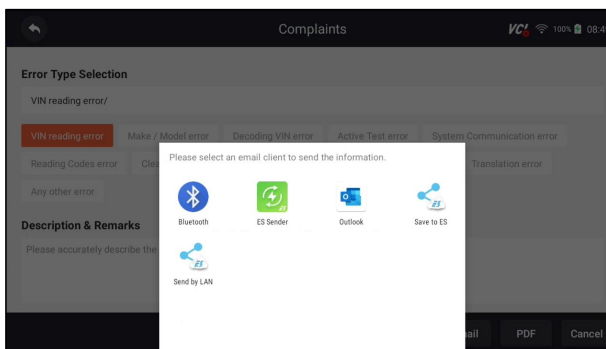 Complaints
VC! 100% 08:4
Error Type Selection
VIN reading error/
VIN reading error Make / Model error Decoding VIN error Active Test error System Communication error
Reading Codes error Translation error
Any other error
Please select an email client to send the information.
Bluetooth ES Sender Outlook Save to ES
Send by LAN
Description & Remarks
Please accurately describe the
PDF Cancel